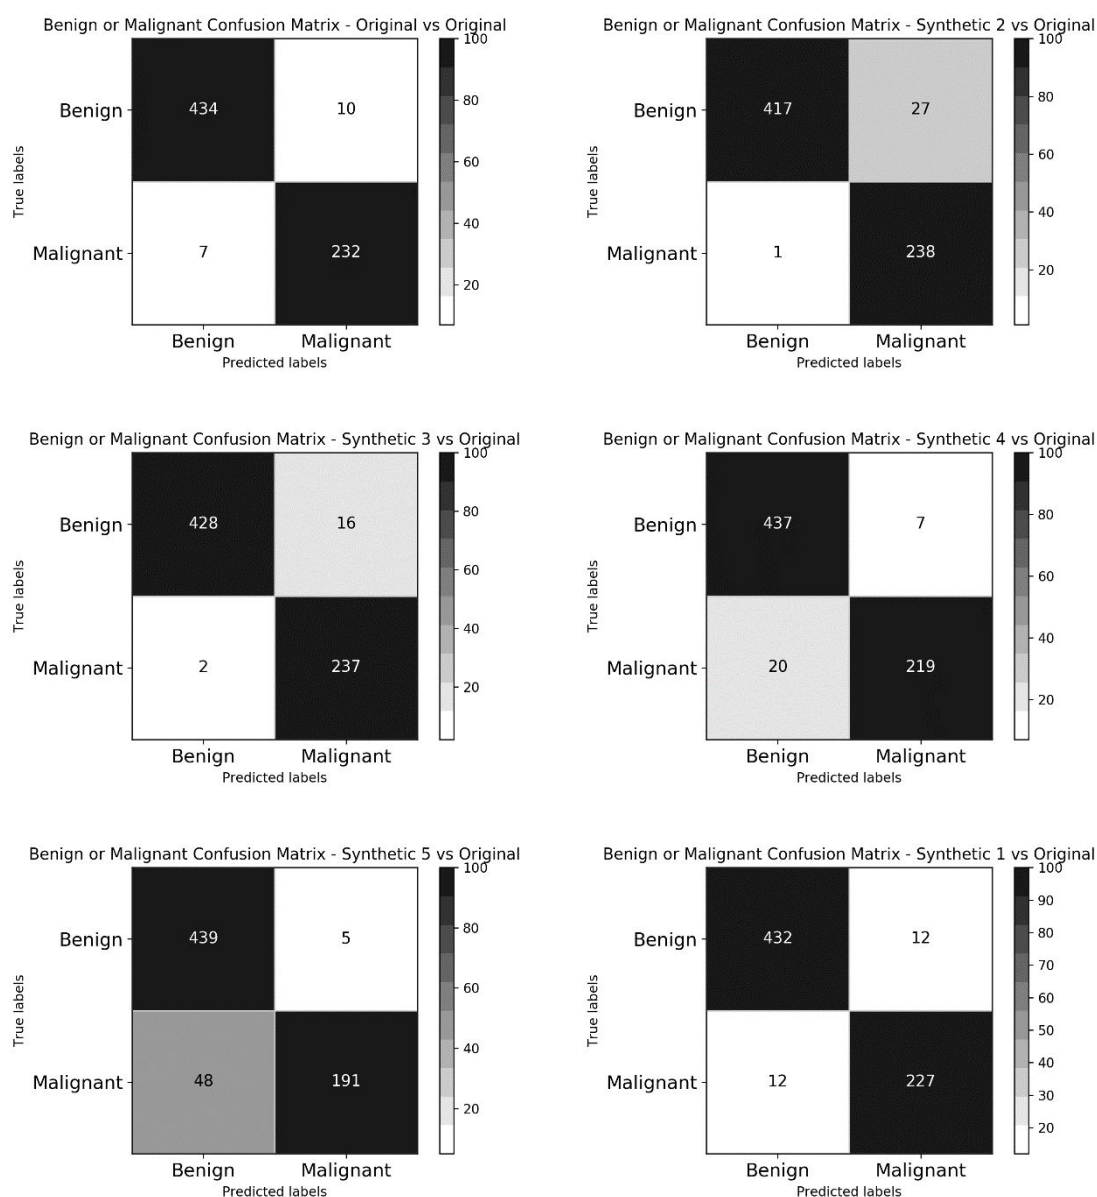 Benign or Malignant Confusion Matrix - Original vs Original
100
Benign
434
10
80
60
True labels
40
Malignant
7
232
20
Benign
Malignant
Predicted labels
Benign or Malignant Confusion Matrix - Synthetic 2 vs Original
100
Benign
417
27
80
60
True labels
40
Malignant
1
238
20
Benign
Malignant
Predicted labels
Benign or Malignant Confusion Matrix - Synthetic 3 vs Original
100
Benign
428
16
80
60
True labels
40
Malignant
2
237
20
Benign
Malignant
Predicted labels
Benign or Malignant Confusion Matrix - Synthetic 4 vs Original
100
Benign
437
7
80
60
True labels
40
Malignant
20
219
20
Benign
Malignant
Predicted labels
Benign or Malignant Confusion Matrix - Synthetic 5 vs Original
100
Benign
439
5
80
60
True labels
40
Malignant
48
191
20
Benign
Malignant
Predicted labels
Benign or Malignant Confusion Matrix - Synthetic 1 vs Original
100
90
Benign
432
12
80
70
60
True labels
50
40
Malignant
12
227
30
20
Benign
Malignant
Predicted labels